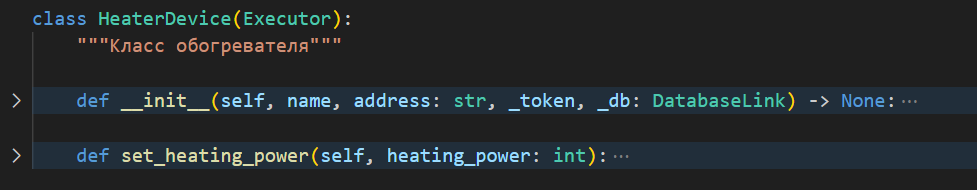 class HeaterDevice(Executor):
"""Класс обогревателя"""
def __init__(self, name, address: str, _token, _db: DatabaseLink) -> None:…
def set_heating_power(self, heating_power: int):…